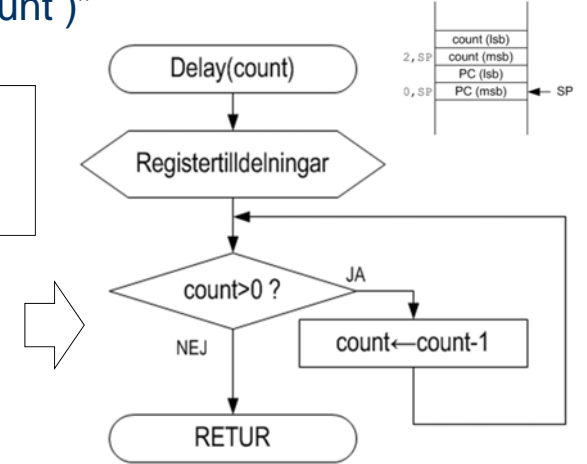 unt )"
count (lsb)
2,SP count (msb)
PC (lsb)
0,SP PC (msb) SP
Delay(count)
Registertilldelningar
count>0 ?
JA
NEJ
count←count-1
RETUR